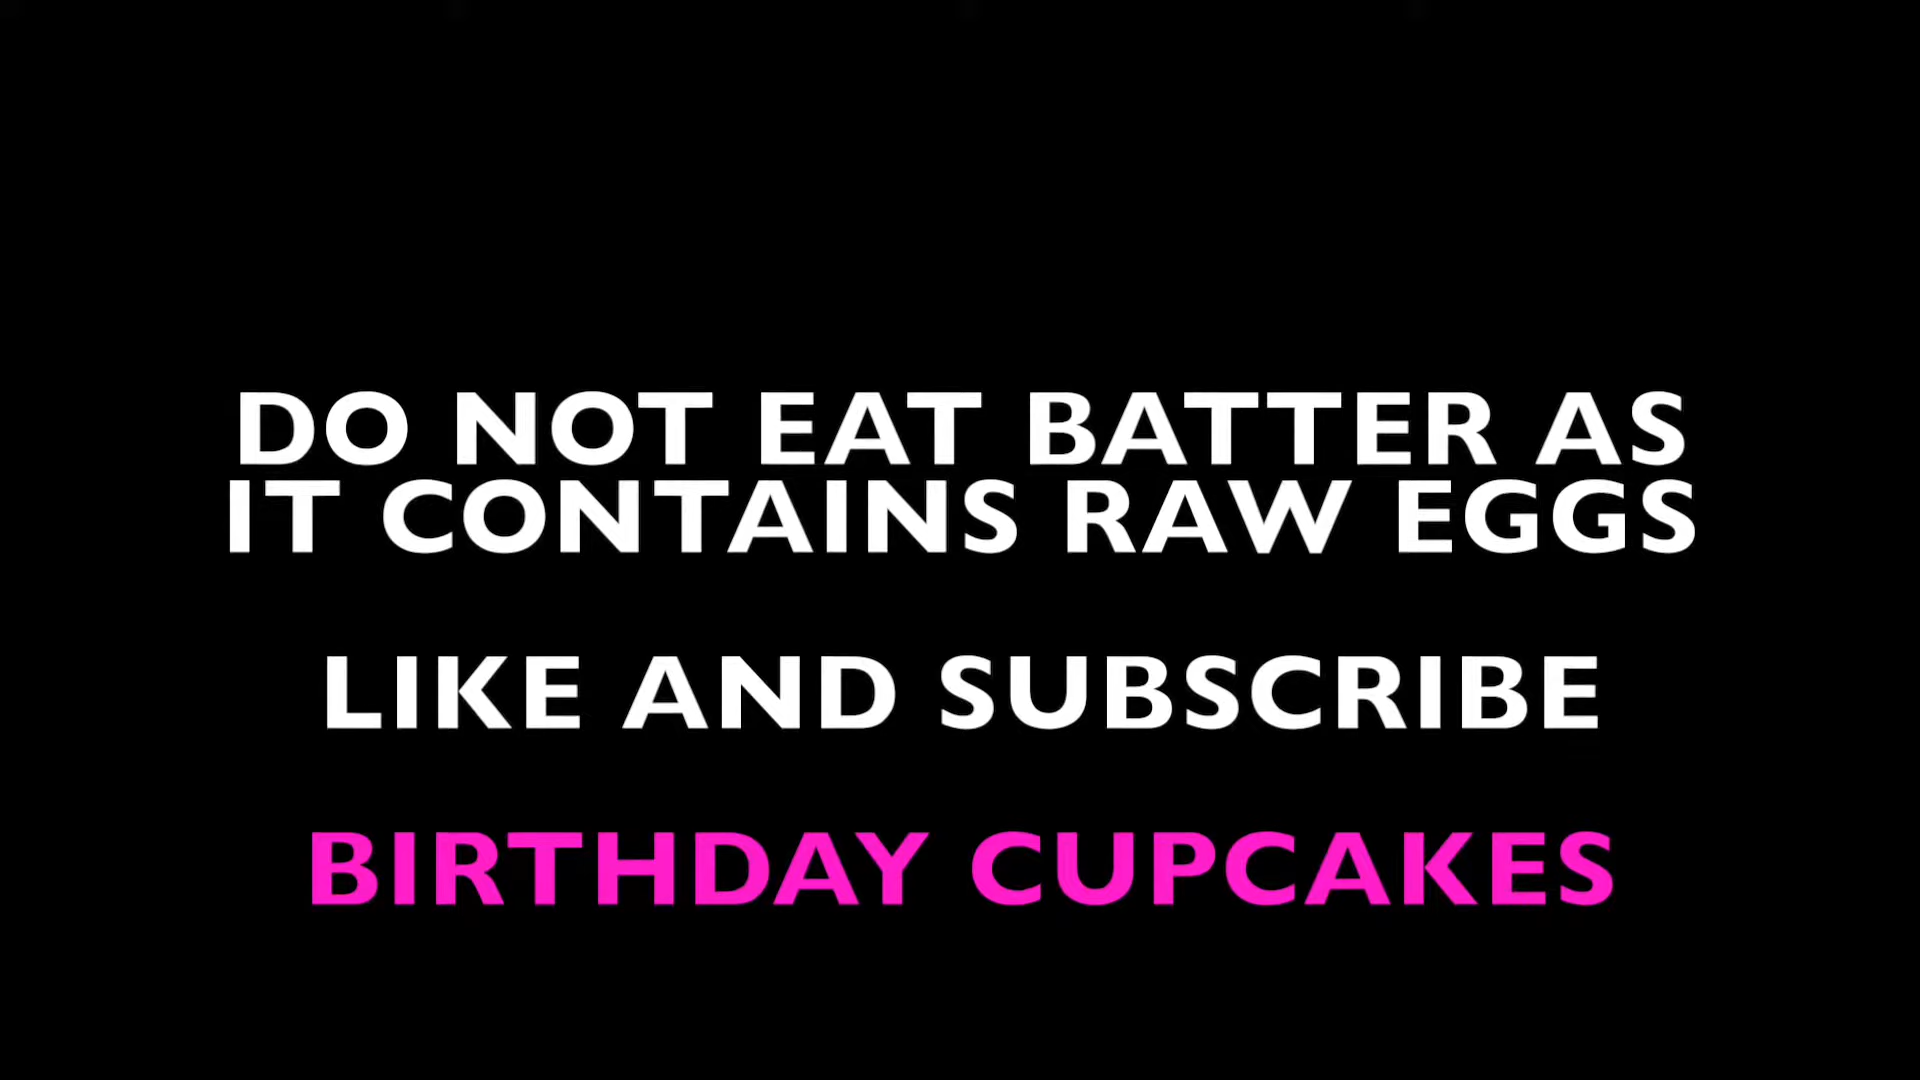 DO NOT EAT BATTER AS
IT CONTAINS RAW EGGS
LIKE AND SUBSCRIBE
BIRTHDAY CUPCAKES